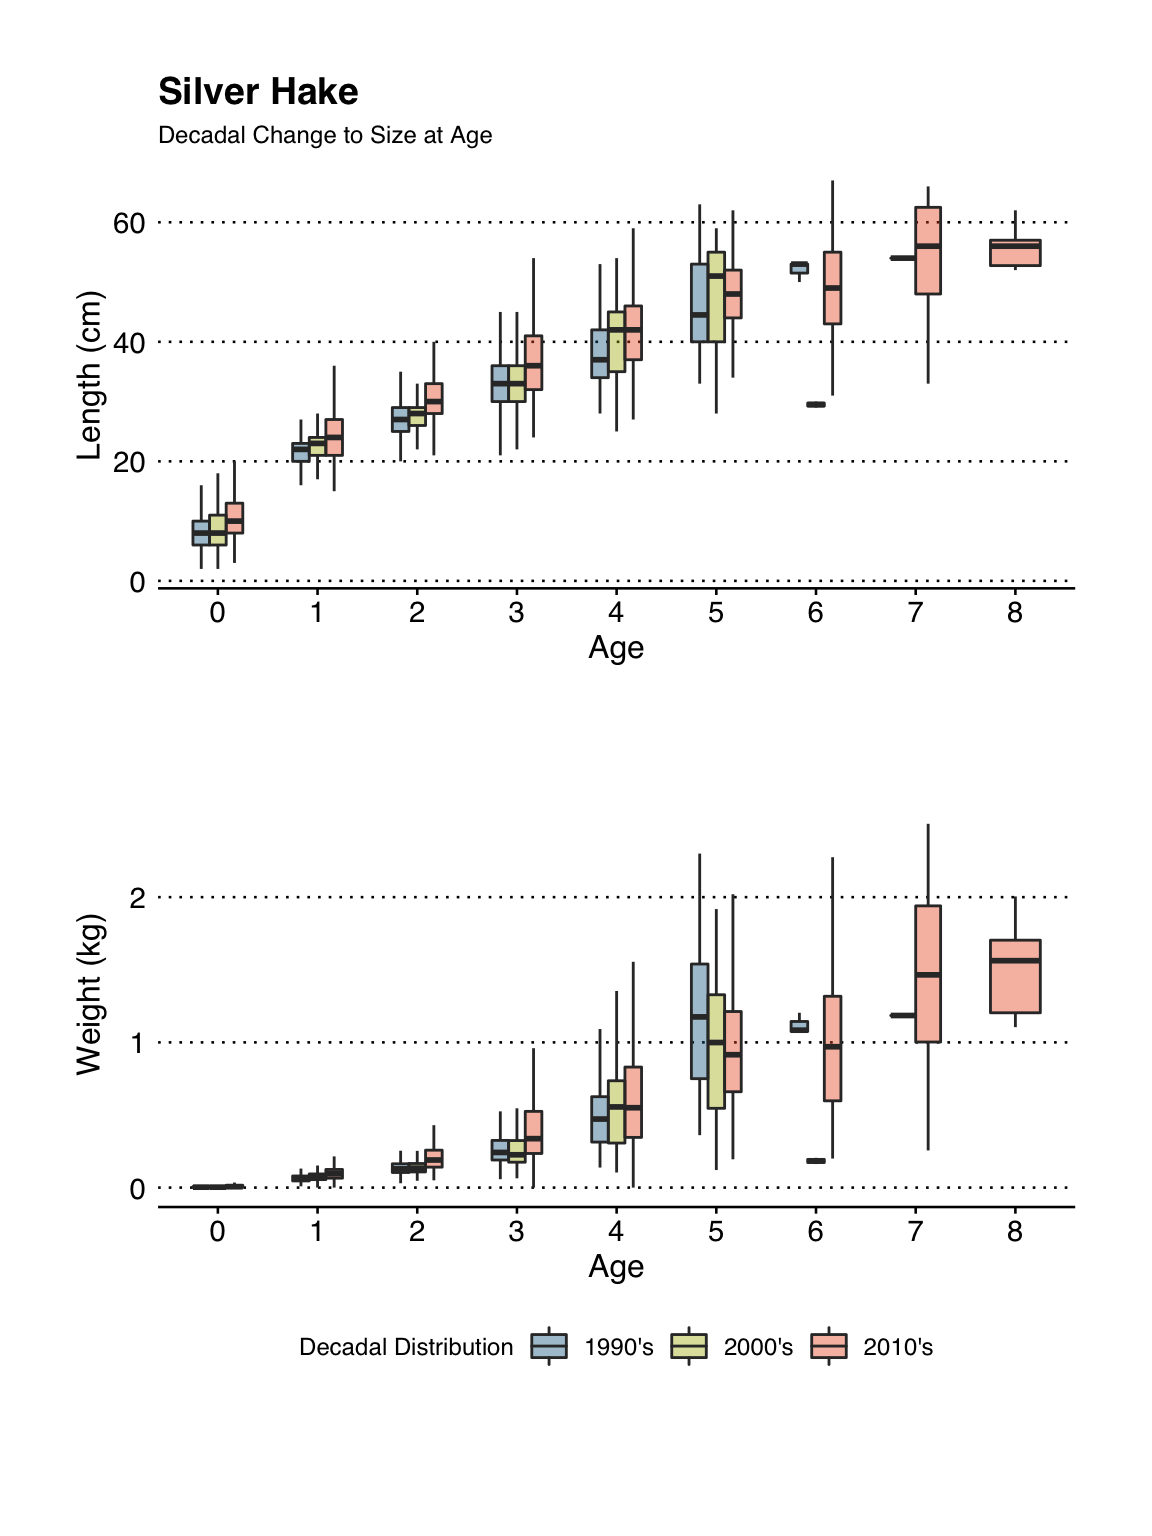 Silver Hake
Decadal Change to Size at Age
Length (cm)
60
40
20
0
0 1 2 3 4 5 6 7 8
Age
Weight (kg)
2
1
0
0 1 2 3 4 5 6 7 8
Age
Decadal Distribution 1990's 2000's 2010's